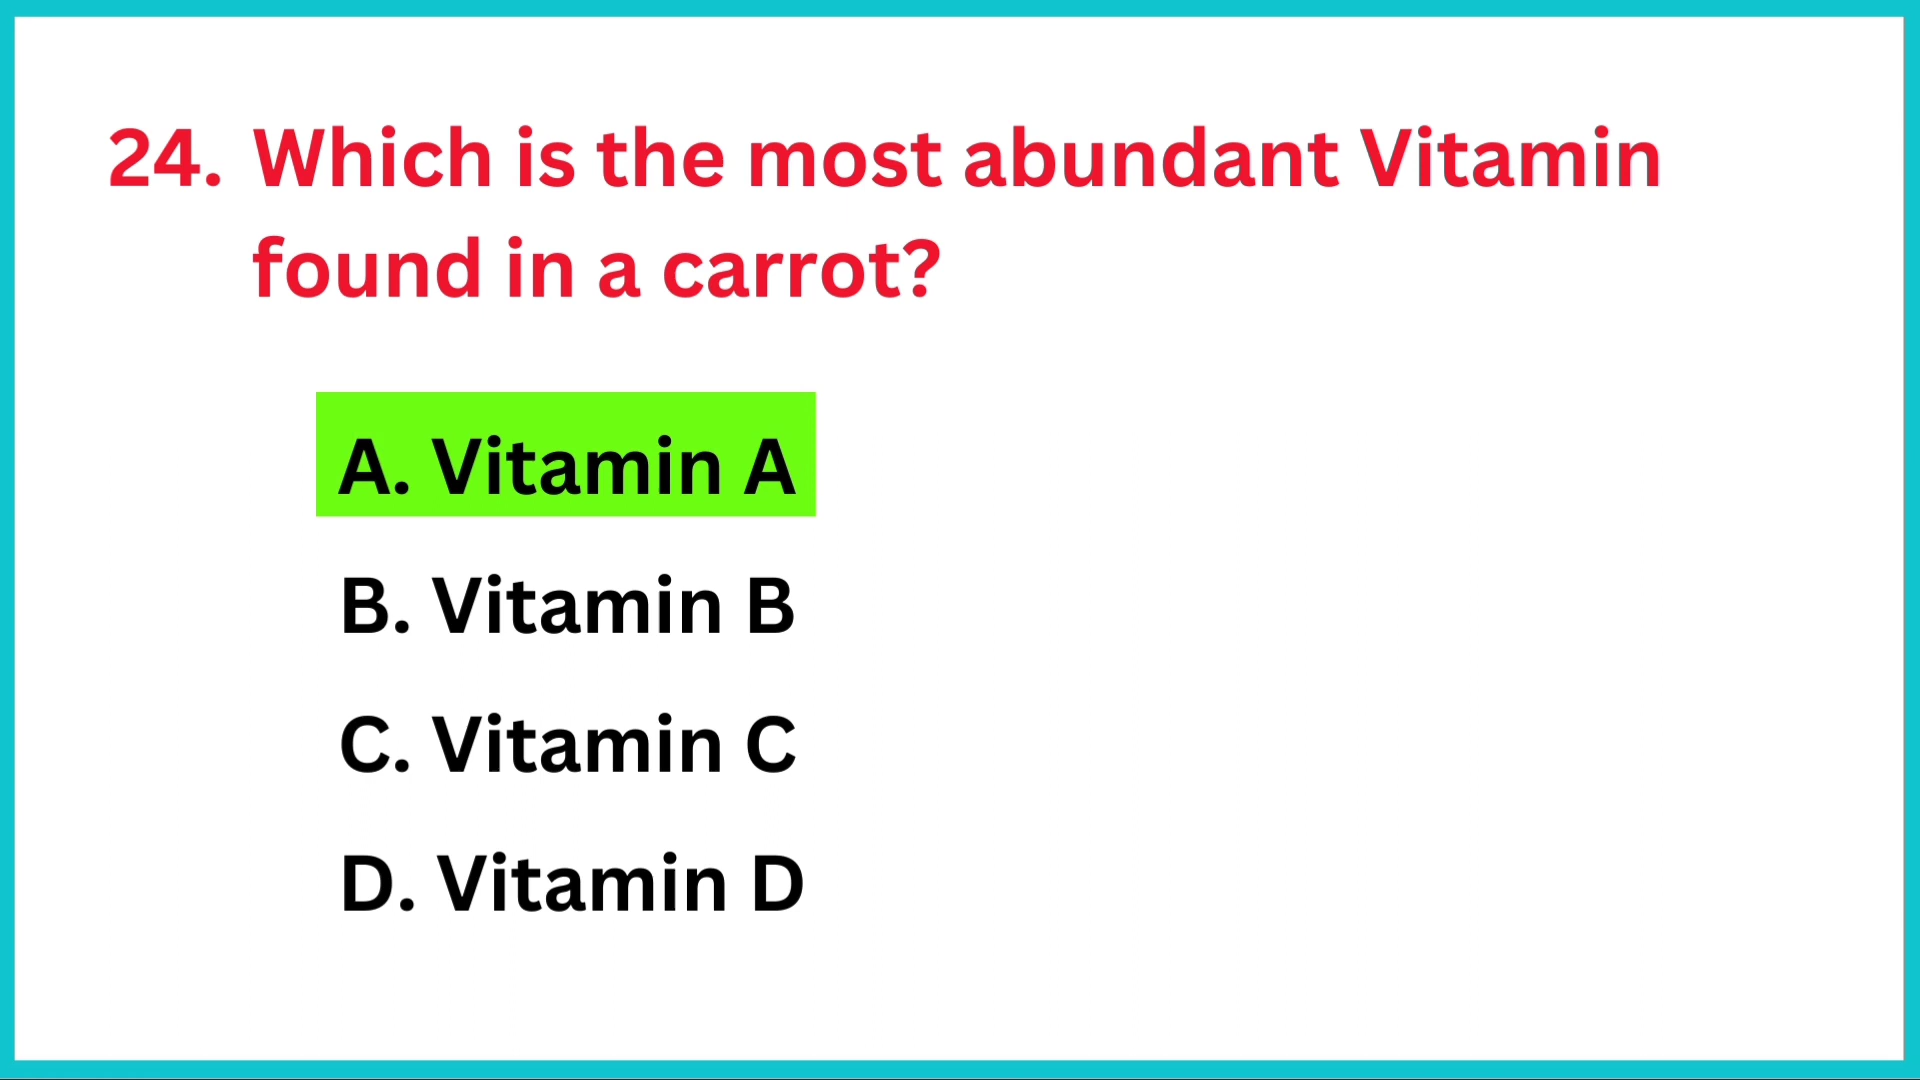 24. Which is the most abundant Vitamin
found in a carrot?
A. Vitamin A
B. Vitamin B
C. Vitamin C
D. Vitamin D